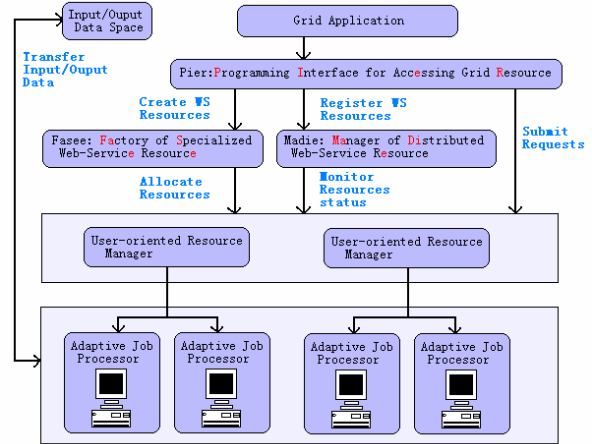 Input/Ouput
Data Space
Grid Application
Transfer
Input/Ouput
Data
Pier:Programming Interface for Accessing Grid Resource
Create WS
Resources
Register WS
Resources
Submit
Requests
Fasee: Factory of Specialized
Web-Service Resource
Madie: Manager of Distributed
Web-Service Resource
Allocate
Resources
Monitor
Resources
status
User-oriented Resource
Manager
User-oriented Resource
Manager
Adaptive Job
Processor
Adaptive Job
Processor
Adaptive Job
Processor
Adaptive Job
Processor